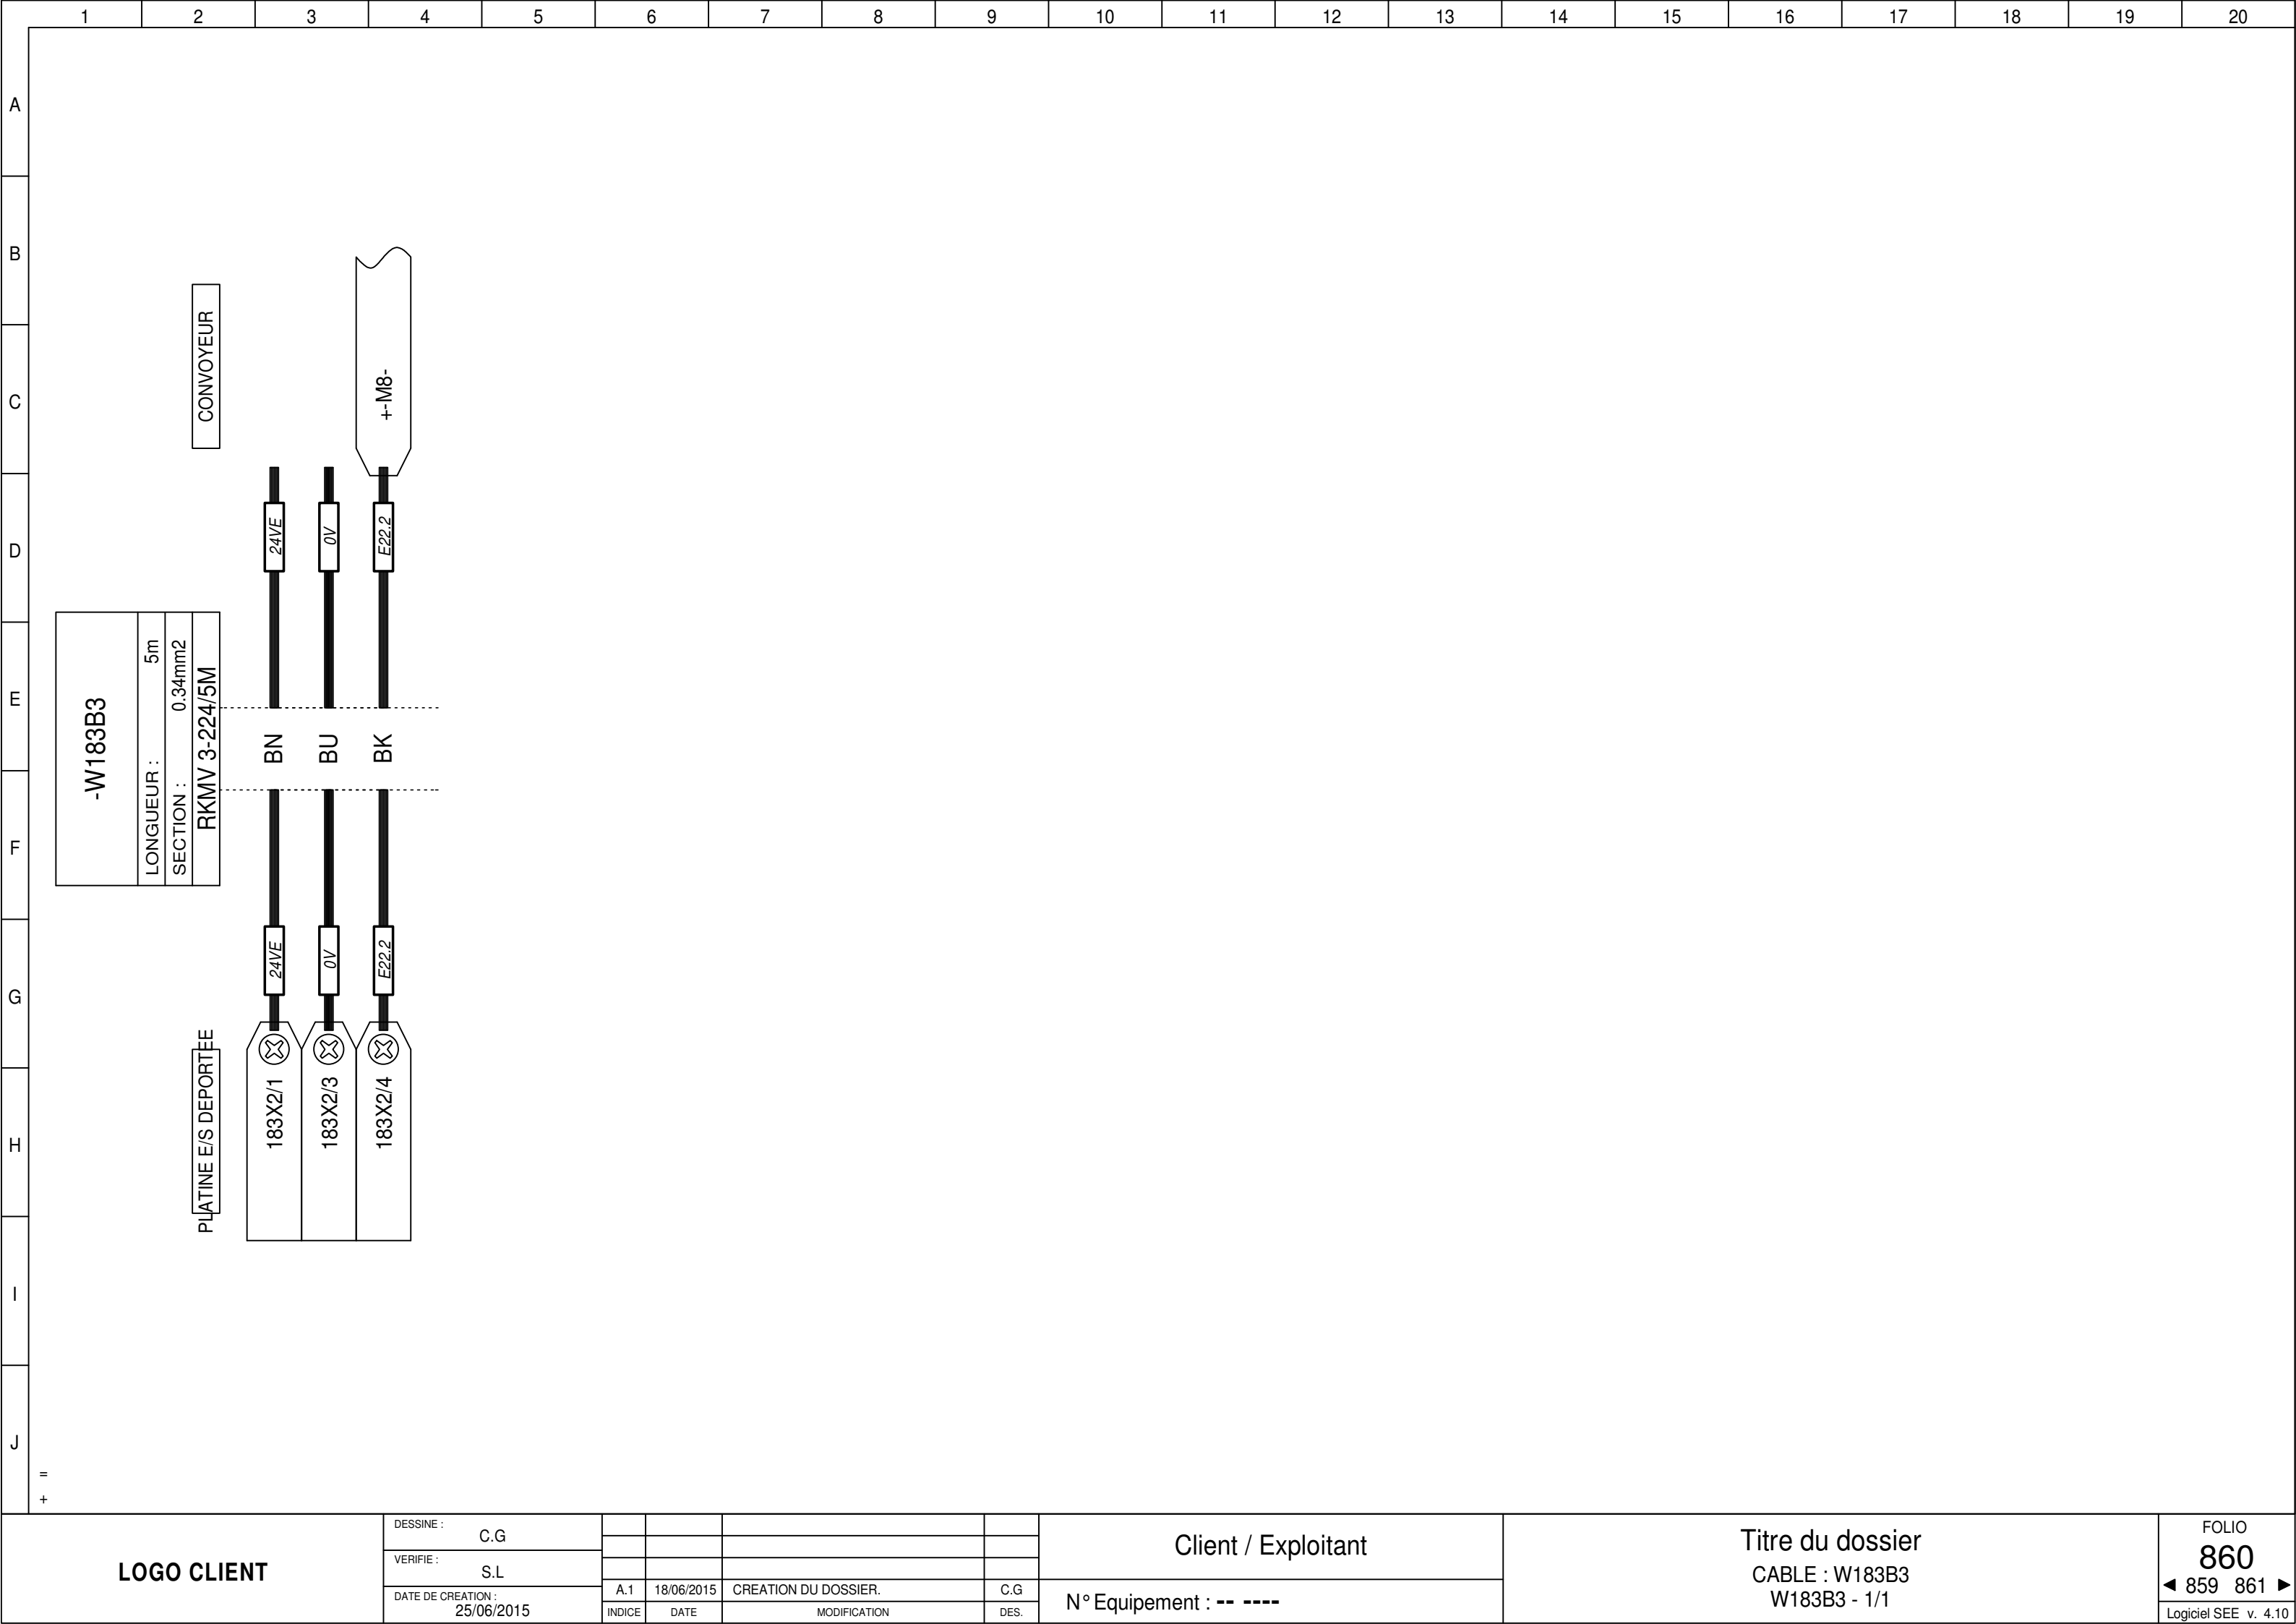 1 2 3 4 5 6 7 8 9 10 11 12 13 14 15 16 17 18 19 20
A
B
C
D
E
F
G
H
I
J
CONVOYEUR
+-M8-
24VE 0V E22.2
-W183B3
LONGUEUR : 5m
SECTION : 0.34mm2
RKMV 3-224/5M
BN BU BK
24VE 0V E22.2
PLATINE E/S DEPORTEE
183X2/1 183X2/3 183X2/4
=
+
LOGO CLIENT
DESSINE :
C.G
VERIFIE :
S.L
DATE DE CREATION :
25/06/2015
A.1 18/06/2015 CREATION DU DOSSIER. C.G
INDICE DATE MODIFICATION DES.
Client / Exploitant
N° Equipement : -- ----
Titre du dossier
CABLE : W183B3
W183B3 - 1/1
FOLIO
860
859 861
Logiciel SEE v. 4.10